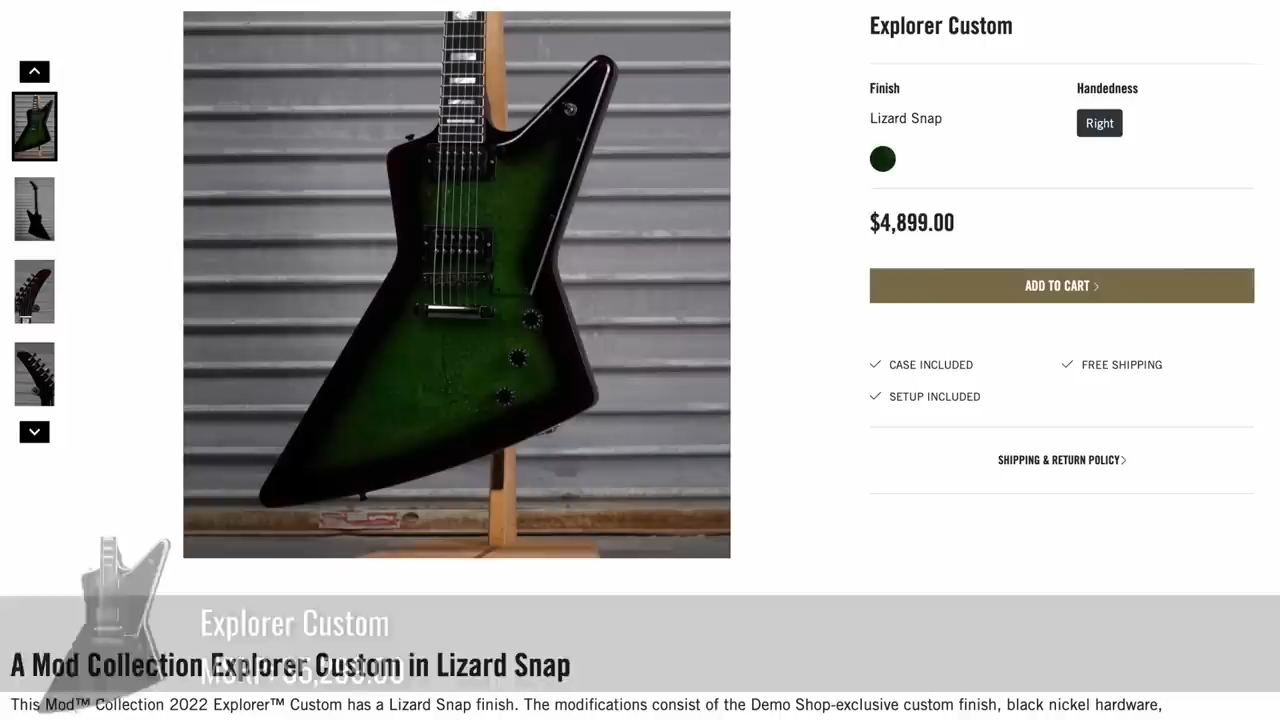 Explorer Custom
Finish
Handedness
Lizard Snap
Right
$4,899.00
ADD TO CART
CASE INCLUDED
FREE SHIPPING
SETUP INCLUDED
SHIPPING & RETURN POLICY
Explorer Custom
A Mod Collection Explorer Custom in Lizard Snap
This Mod™ Collection 2022 Explorer™ Custom has a Lizard Snap finish. The modifications consist of the Demo Shop-exclusive custom finish, black nickel hardware,